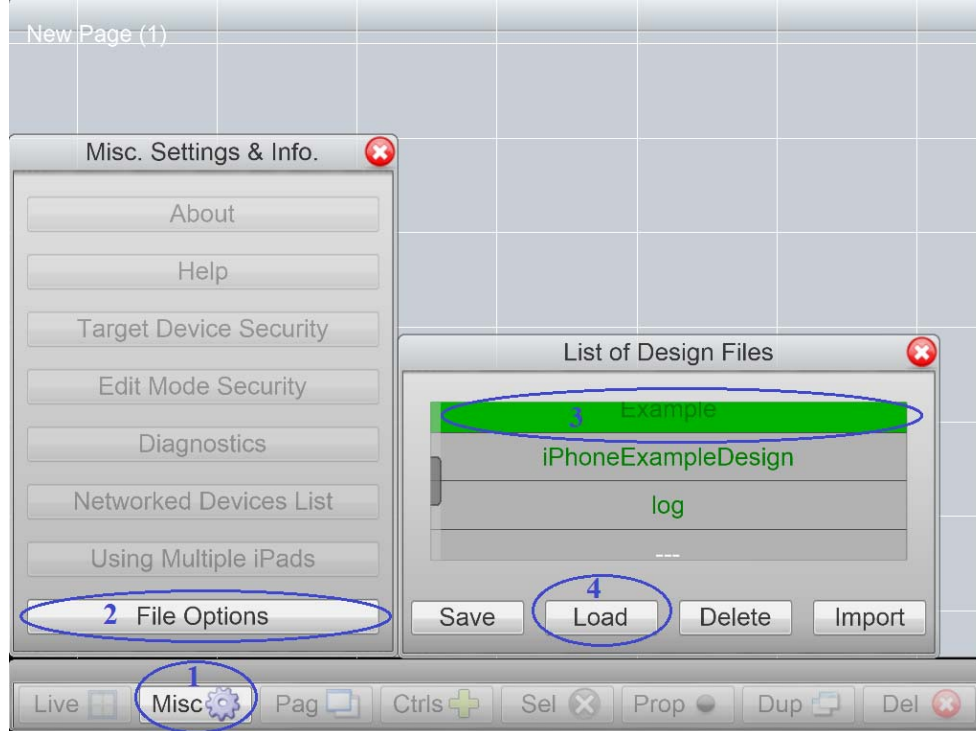 New Page (1)
Misc. Settings & Info.
About
Help
Target Device Security
Edit Mode Security
Diagnostics
Networked Devices List
Using Multiple iPads
2 File Options
List of Design Files
3 Example
iPhoneExampleDesign
log
---
4
Save Load Delete Import
1
Live Misc Pag Ctrls Sel Prop Dup Del